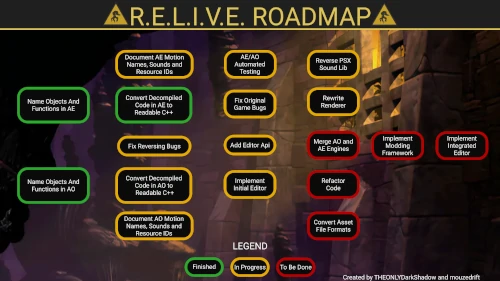 R.E.L.I.V.E. ROADMAP
Document AE Motion
Names, Sounds and
Resource IDs
AE/AO
Automated
Testing
Reverse PSX
Sound Lib
Name Objects And
Functions in AE
Convert Decompiled
Code in AE to
Readable C++
Fix Original
Game Bugs
Rewrite
Renderer
Fix Reversing Bugs
Add Editor Api
Merge AO and
AE Engines
Implement
Modding
Framework
Implement
Integrated
Editor
Name Objects And
Functions in AO
Convert Decompiled
Code in AO to
Readable C++
Implement
Initial Editor
Refactor
Code
Document AO Motion
Names, Sounds and
Resource IDs
Convert Asset
File Formats
LEGEND
Finished
In Progress
To Be Done
Created by THEONLYDarkShadow and mouzedrift